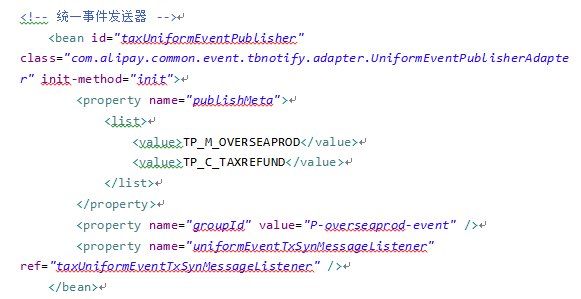 <!-- 统一事件发送器 -->↵
<bean id="taxUniformEventPublisher"
class="com.alipay.common.event.tbnotify.adapter.UniformEventPublisherAdapte
r" init-method="init">↵
<property name="publishMeta">↵
<list>↵
<value>TP_M_OVERSEAPROD</value>↵
<value>TP_C_TAXREFUND</value>↵
</list>↵
</property>↵
<property name="groupId" value="P-overseaprod-event" />↵
<property name="uniformEventTxSynMessageListener"
ref="taxUniformEventTxSynMessageListener" />↵
</bean>↵